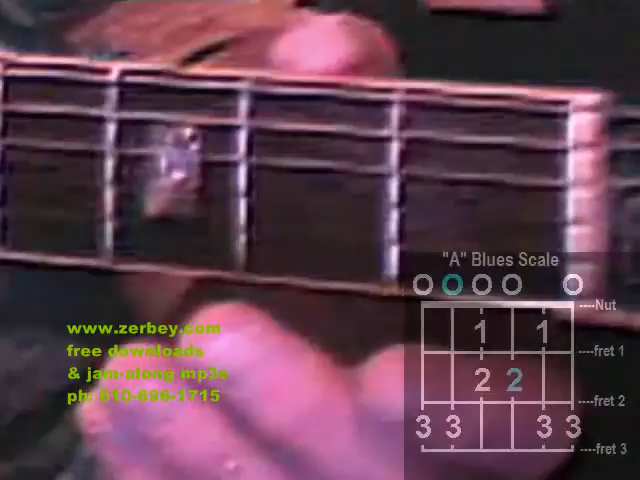 "A" Blues Scale
Nut
1 1
fret 1
2 2
fret 2
3 3 3 3
fret 3
www.zerbey.com
free downloads
& jam-along mp3s
ph: 610-696-1715